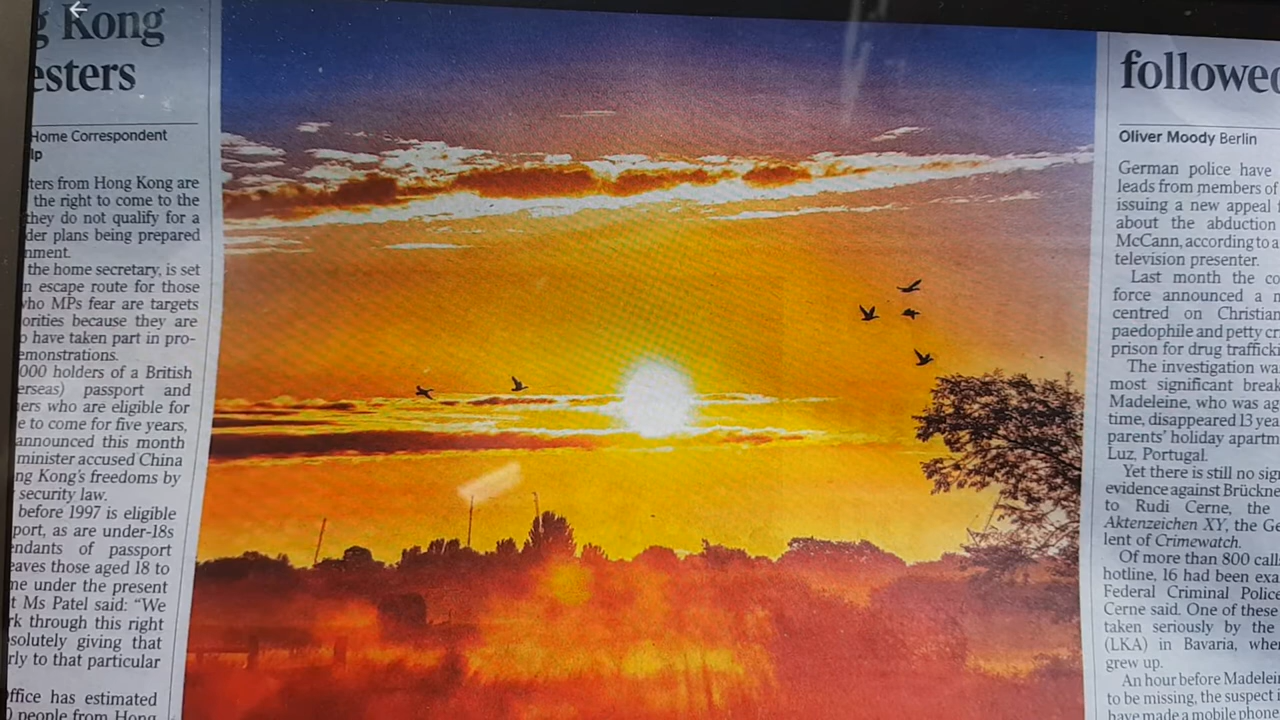 g Kong
esters
Home Correspondent
lp
ters from Hong Kong are
the right to come to the
they do not qualify for a
der plans being prepared
nment.
the home secretary, is set
n escape route for those
who MPs fear are targets
orities because they are
o have taken part in pro-
emonstrations.
000 holders of a British
erseas) passport and
ers who are eligible for
e to come for five years,
announced this month
minister accused China
ng Kong's freedoms by
security law.
before 1997 is eligible
port, as are under-18s
endants of passport
eaves those aged 18 to
me under the present
t Ms Patel said: “We
rk through this right
solutely giving that
rly to that particular
ffice has estimated
0 people from Hong
followed
Oliver Moody Berlin
German police have
leads from members of
issuing a new appeal f
about the abduction
McCann, according to a
television presenter.
Last month the co
force announced a n
centred on Christian
paedophile and petty cr
prison for drug trafficki
The investigation wa
most significant break
Madeleine, who was ag
time, disappeared 13 yea
parents' holiday apartm
Luz, Portugal.
Yet there is still no sig
evidence against Brückne
to Rudi Cerne, the
Aktenzeichen XY, the Ge
lent of Crimewatch.
Of more than 800 call
hotline, 16 had been exa
Federal Criminal Police
Cerne said. One of these
taken seriously by the
(LKA) in Bavaria, whe
grew up.
An hour before Madelein
to be missing, the suspect
have made a mobile phone